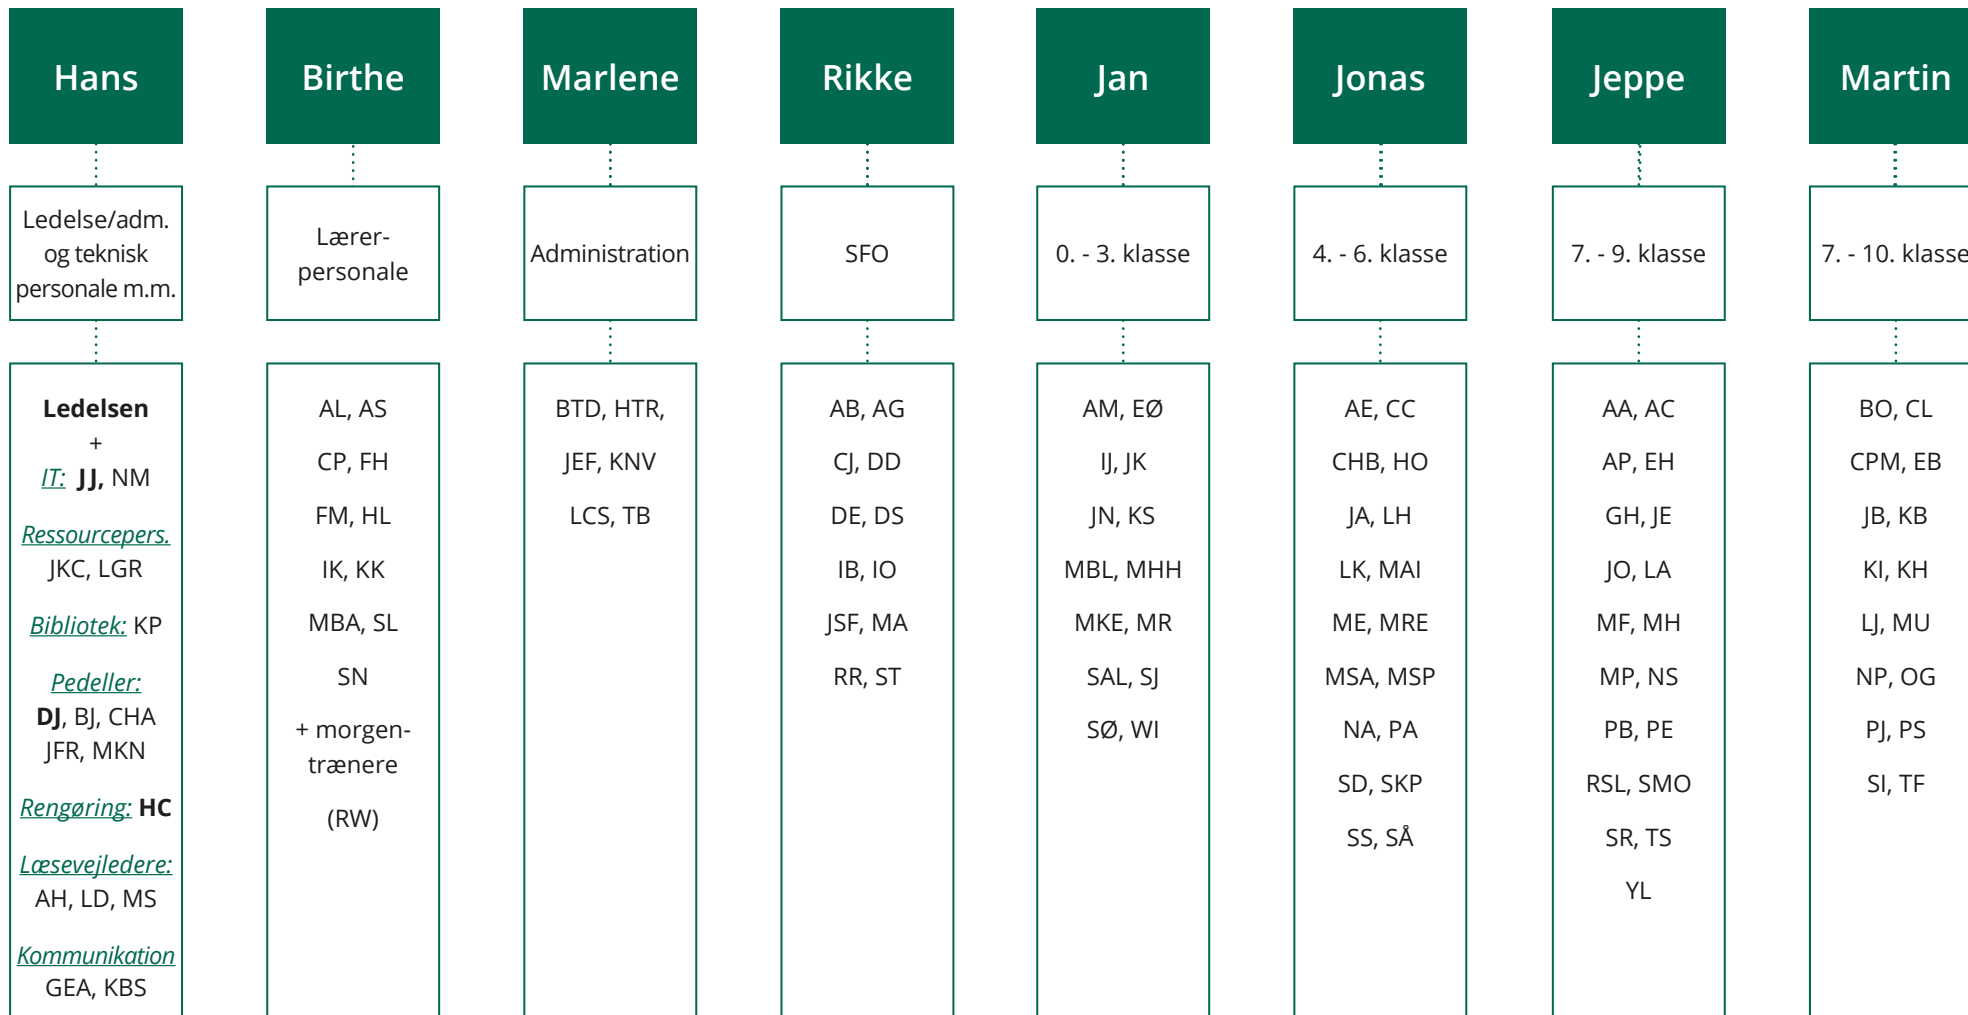 Hans
Ledelse/adm.
og teknisk
personale m.m.
Ledelsen
+
IT: JJ, NM
Ressourcepers.
JKC, LGR
Bibliotek: KP
Pedeller:
DJ, BJ, CHA
JFR, MKN
Rengøring: HC
Læsevejledere:
AH, LD, MS
Kommunikation
GEA, KBS
Birthe
Lærer-
personale
AL, AS
CP, FH
FM, HL
IK, KK
MBA, SL
SN
+ morgen-
trænere
(RW)
Marlene
Administration
BTD, HTR,
JEF, KNV
LCS, TB
Rikke
SFO
AB, AG
CJ, DD
DE, DS
IB, IO
JSF, MA
RR, ST
Jan
0. - 3. klasse
AM, EØ
IJ, JK
JN, KS
MBL, MHH
MKE, MR
SAL, SJ
SØ, WI
Jonas
4. - 6. klasse
AE, CC
CHB, HO
JA, LH
LK, MAI
ME, MRE
MSA, MSP
NA, PA
SD, SKP
SS, SÅ
Jeppe
7. - 9. klasse
AA, AC
AP, EH
GH, JE
JO, LA
MF, MH
MP, NS
PB, PE
RSL, SMO
SR, TS
YL
Martin
7. - 10. klasse
BO, CL
CPM, EB
JB, KB
KI, KH
LJ, MU
NP, OG
PJ, PS
SI, TF